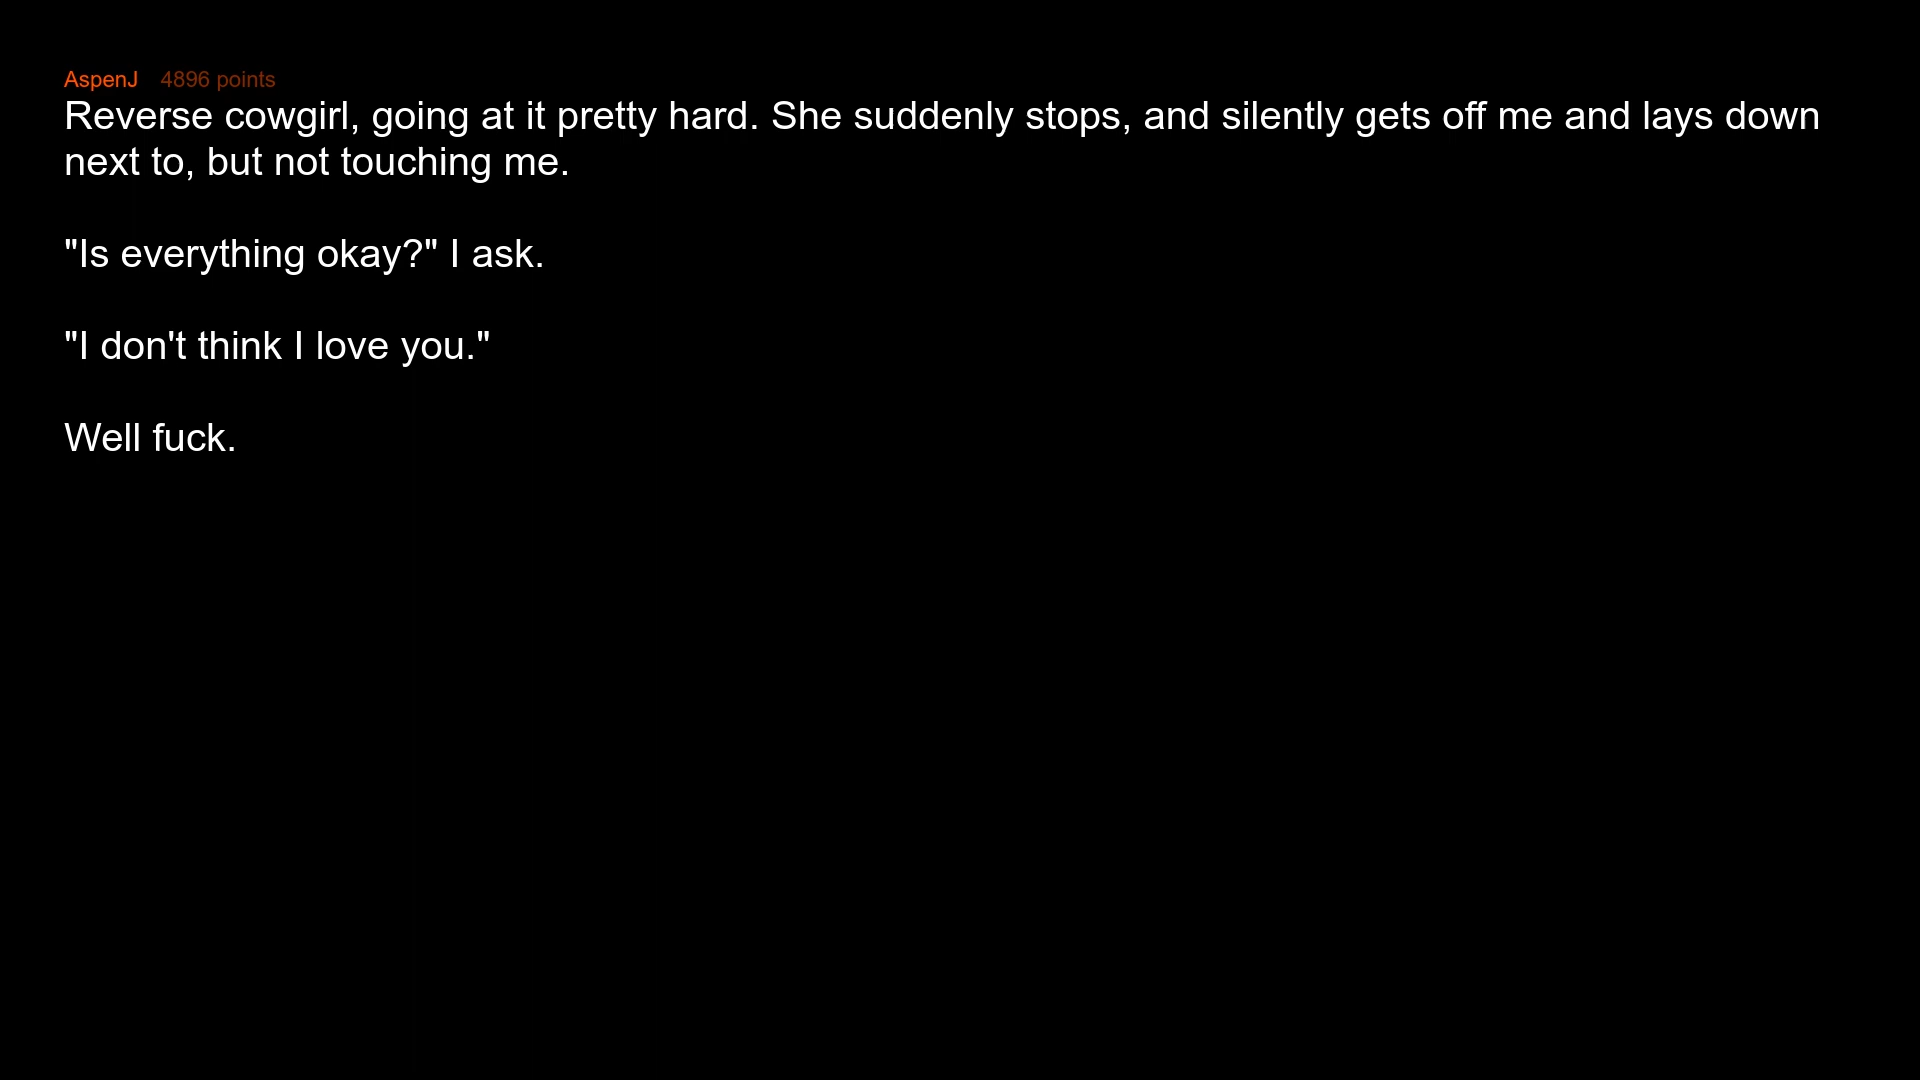 AspenJ 4896 points
Reverse cowgirl, going at it pretty hard. She suddenly stops, and silently gets off me and lays down
next to, but not touching me.
"Is everything okay?" I ask.
"I don't think I love you."
Well fuck.